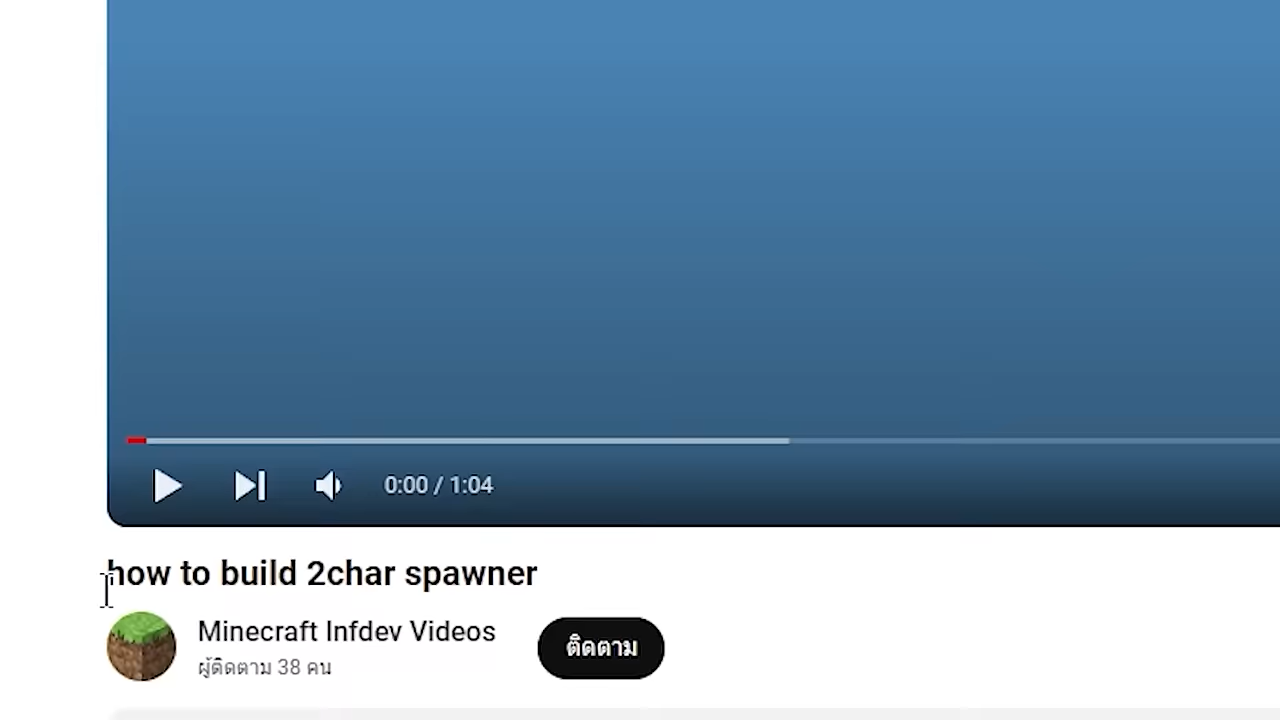 0:00 / 1:04
how to build 2char spawner
Minecraft Infdev Videos
ติดตาม
ผู้ติดตาม 38 คน